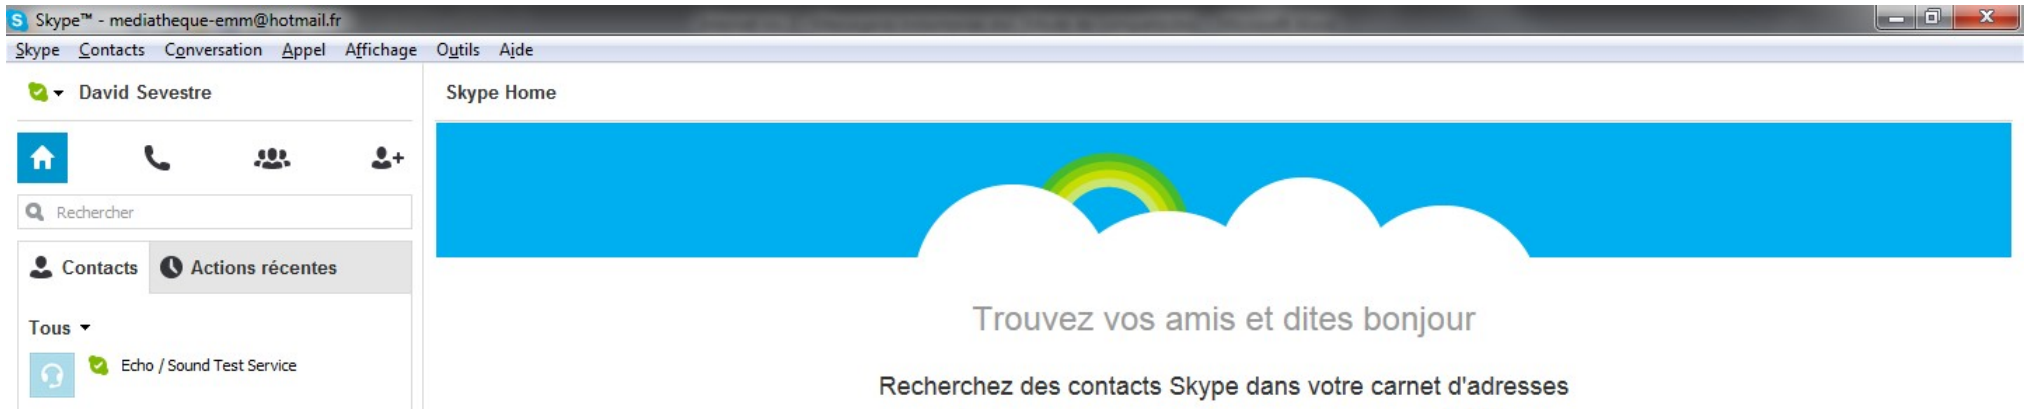 Skype™ - mediatheque-emm@hotmail.fr
Skype Contacts Conversation Appel Affichage Outils Aide
David Sevestre
Skype Home
Rechercher
Contacts Actions récentes
Tous
Echo / Sound Test Service
Trouvez vos amis et dites bonjour
Recherchez des contacts Skype dans votre carnet d'adresses